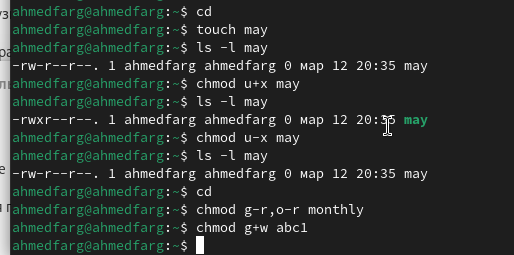 ahmedfarg@ahmedfarg:~$ cd
ahmedfarg@ahmedfarg:~$ touch may
ahmedfarg@ahmedfarg:~$ ls -l may
-rw-r--r--. 1 ahmedfarg ahmedfarg 0 мар 12 20:35 may
ahmedfarg@ahmedfarg:~$ chmod u+x may
ahmedfarg@ahmedfarg:~$ ls -l may
-rwxr--r--. 1 ahmedfarg ahmedfarg 0 мар 12 20:35 may
ahmedfarg@ahmedfarg:~$ chmod u-x may
ahmedfarg@ahmedfarg:~$ ls -l may
-rw-r--r--. 1 ahmedfarg ahmedfarg 0 мар 12 20:35 may
ahmedfarg@ahmedfarg:~$ cd
ahmedfarg@ahmedfarg:~$ chmod g-r,o-r monthly
ahmedfarg@ahmedfarg:~$ chmod g+w abc1
ahmedfarg@ahmedfarg:~$